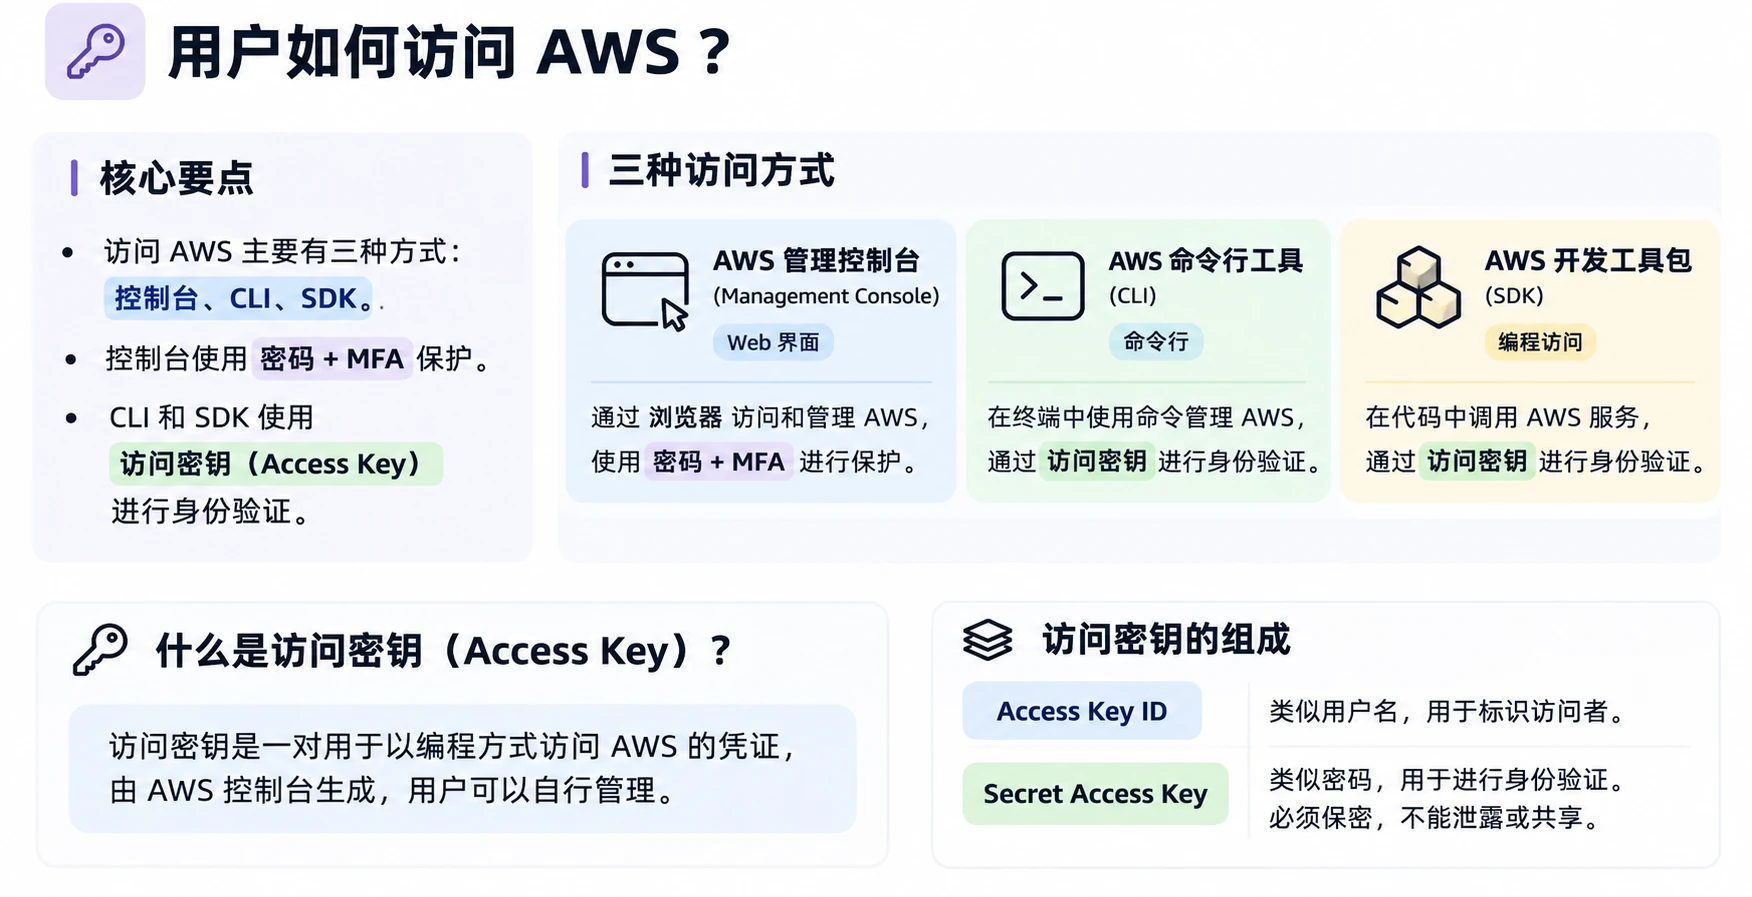 用户如何访问 AWS ？
核心要点
• 访问 AWS 主要有三种方式：
控制台、CLI、SDK。.
• 控制台使用 密码 + MFA 保护。
• CLI 和 SDK 使用
访问密钥（Access Key）
进行身份验证。
三种访问方式
AWS 管理控制台
(Management Console)
Web 界面
通过 浏览器 访问和管理 AWS，
使用 密码 + MFA 进行保护。
AWS 命令行工具
(CLI)
命令行
在终端中使用命令管理 AWS，
通过 访问密钥 进行身份验证。
AWS 开发工具包
(SDK)
编程访问
在代码中调用 AWS 服务，
通过 访问密钥 进行身份验证。
什么是访问密钥（Access Key）？
访问密钥是一对用于以编程方式访问 AWS 的凭证，
由 AWS 控制台生成，用户可以自行管理。
访问密钥的组成
Access Key ID
类似用户名，用于标识访问者。
Secret Access Key
类似密码，用于进行身份验证。
必须保密，不能泄露或共享。